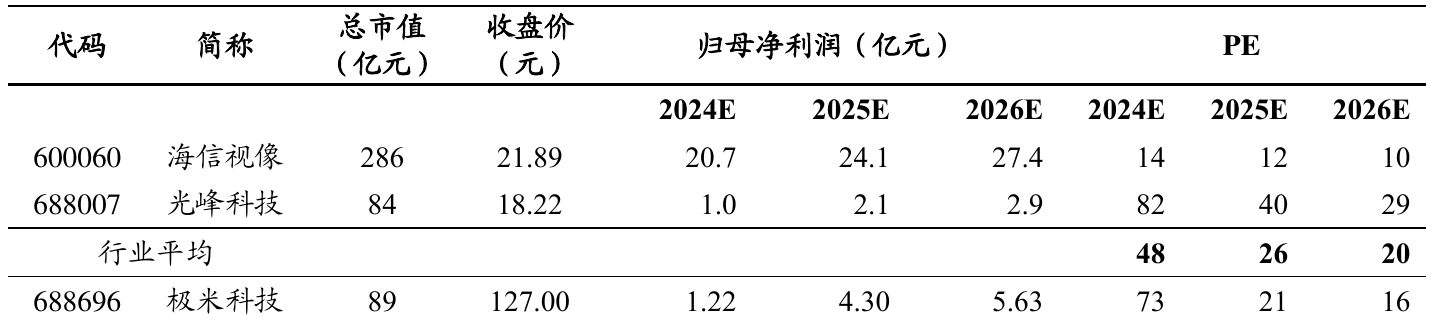 代码 简称 总市值（亿元） 收盘价（元） 归母净利润（亿元） PE
2024E 2025E 2026E 2024E 2025E 2026E
600060 海信视像 286 21.89 20.7 24.1 27.4 14 12 10
688007 光峰科技 84 18.22 1.0 2.1 2.9 82 40 29
行业平均 48 26 20
688696 极米科技 89 127.00 1.22 4.30 5.63 73 21 16